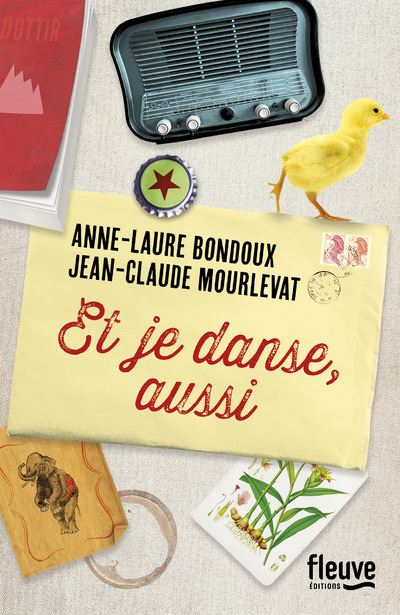 DÓTTIR
ANNE-LAURE BONDOUX
JEAN-CLAUDE MOURLEVAT
Et je danse,
aussi
fleuve
ÉDITIONS